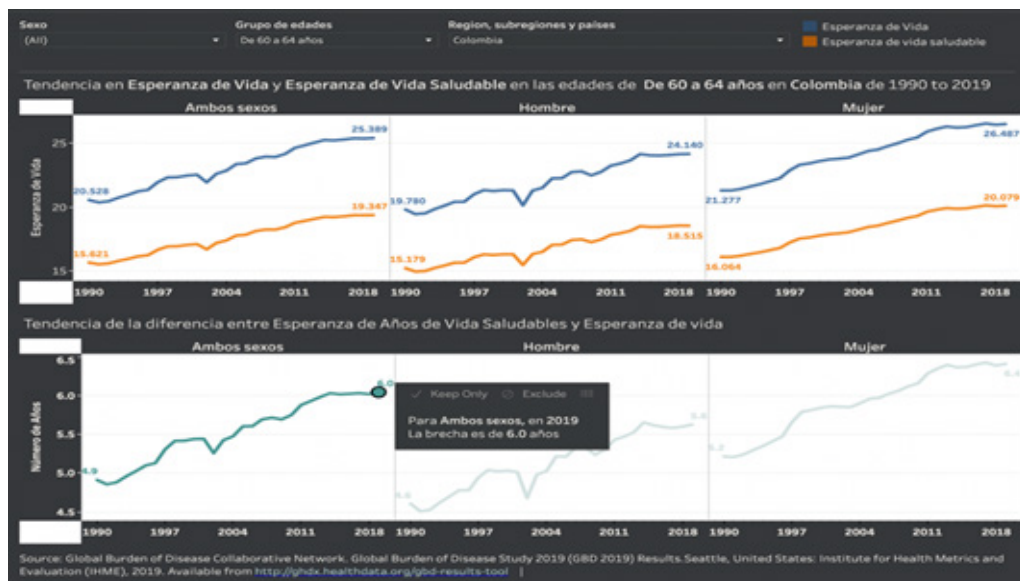 Sexo Grupo de edades Region, subregiones y países Esperanza de Vida
(All) De 60 a 64 años Colombia Esperanza de vida saludable
Tendencia en Esperanza de Vida y Esperanza de Vida Saludable en las edades de De 60 a 64 años en Colombia de 1990 to 2019
Ambos sexos Hombre Mujer
Esperanza de Vida
25
20
15
25.389
20.528
19.347
15.621
24.140
19.780
18.515
15.179
26.487
21.277
20.079
16.064
1990 1997 2004 2011 2018 1990 1997 2004 2011 2018 1990 1997 2004 2011 2018
Tendencia de la diferencia entre Esperanza de Años de Vida Saludables y Esperanza de vida
Ambos sexos Hombre Mujer
Número de Años
6.5
6.0
5.5
5.0
4.5
6.0
4.9
Keep Only Exclude
Para Ambos sexos, en 2019
La brecha es de 6.0 años
5.6
5.2
6.4
1990 1997 2004 2011 2018 1990 1997 2004 2011 2018 1990 1997 2004 2011 2018
Source: Global Burden of Disease Collaborative Network. Global Burden of Disease Study 2019 (GBD 2019) Results.Seattle, United States: Institute for Health Metrics and
Evaluation (IHME), 2019. Available from http://ghdx.healthdata.org/gbd-results-tool |